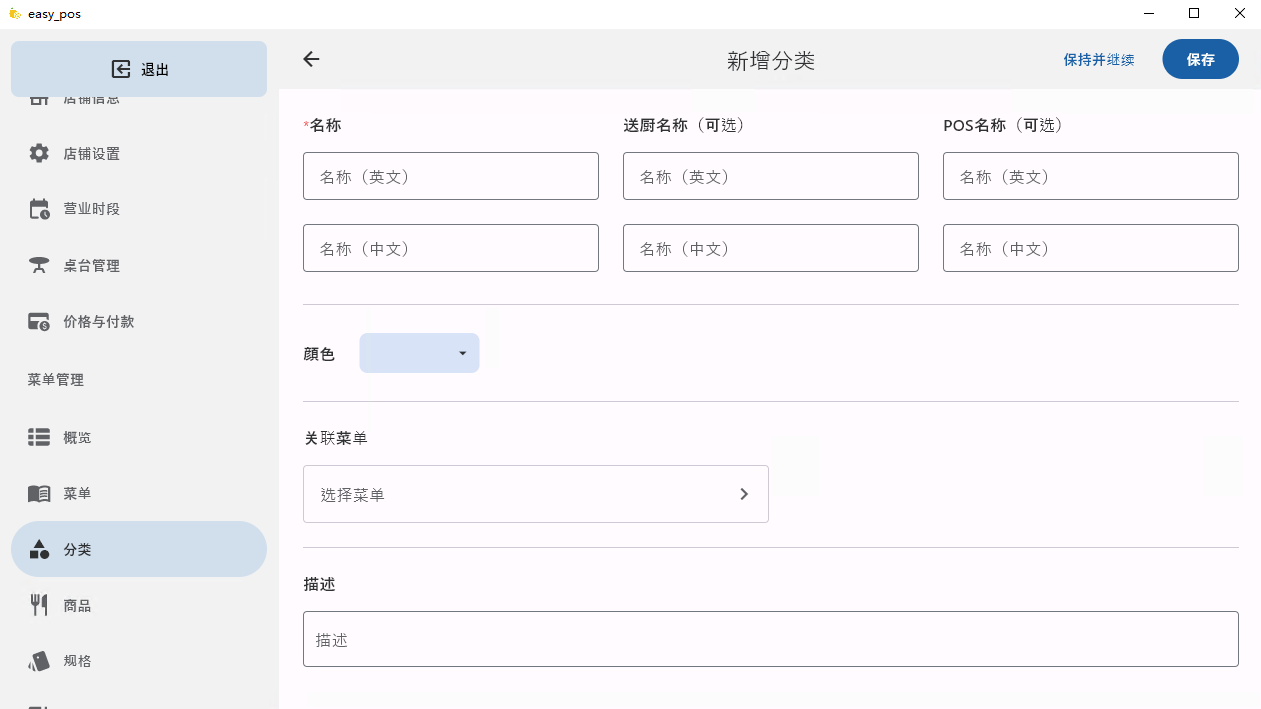 easy_pos
退出
店铺信息
店铺设置
营业时段
桌台管理
价格与付款
菜单管理
概览
菜单
分类
商品
规格
新增分类
保持并继续
保存
*名称
送厨名称（可选）
POS名称（可选）
名称（英文）
名称（英文）
名称（英文）
名称（中文）
名称（中文）
名称（中文）
颜色
关联菜单
选择菜单
描述
描述